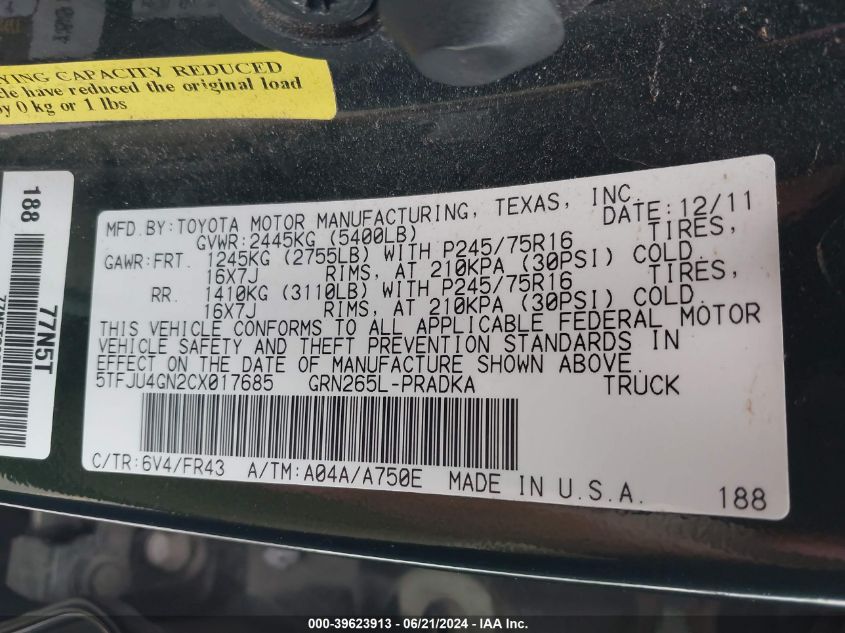 YING CAPACITY REDUCED
cle have reduced the original load
by 0 kg or 1 lbs
188
77N5T
MFD.BY:TOYOTA MOTOR MANUFACTURING, TEXAS, INC. DATE:12/11
GVWR:2445KG (5400LB)
GAWR:FRT. 1245KG (2755LB) WITH P245/75R16 TIRES,
16X7J RIMS, AT 210KPA (30PSI) COLD.
RR. 1410KG (3110LB) WITH P245/75R16 TIRES,
16X7J RIMS, AT 210KPA (30PSI) COLD.
THIS VEHICLE CONFORMS TO ALL APPLICABLE FEDERAL MOTOR
VEHICLE SAFETY AND THEFT PREVENTION STANDARDS IN
EFFECT ON THE DATE OF MANUFACTURE SHOWN ABOVE.
5TFJU4GN2CX017685 GRN265L-PRADKA TRUCK
C/TR:6V4/FR43 A/TM:A04A/A750E MADE IN U.S.A.
188
000-39623913 - 06/21/2024 - IAA, Inc.